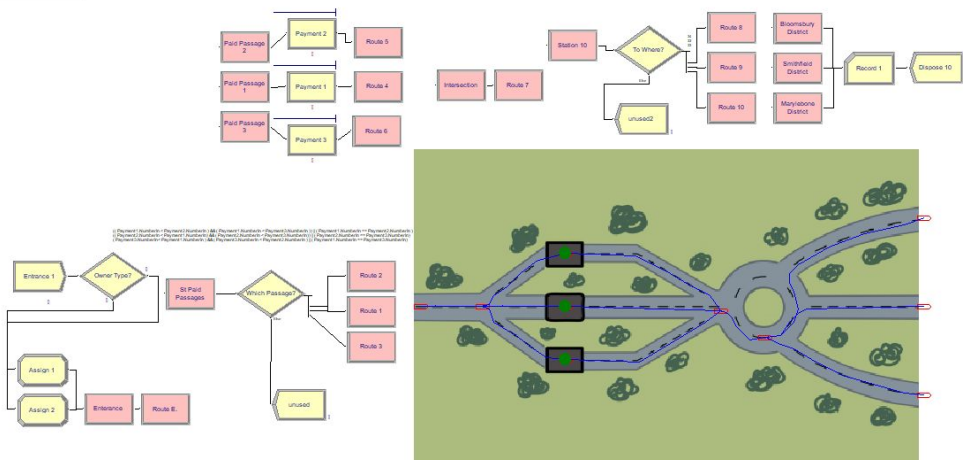 Paid Passage
2
Payment 2
Route 5
Paid Passage
1
Payment 1
Route 4
Paid Passage
3
Payment 3
Route 6
Intersection
Route 7
Station 10
To Where?
unused2
Route 8
Route 9
Route 10
Bloomsbury
District
Smithfield
District
Marylebone
District
Record 1
Dispose 10
Entrance 1
Owner Type?
St Paid
Passages
Which Passage?
Route 2
Route 1
Route 3
unused
Assign 1
Assign 2
Enterance
Route E.